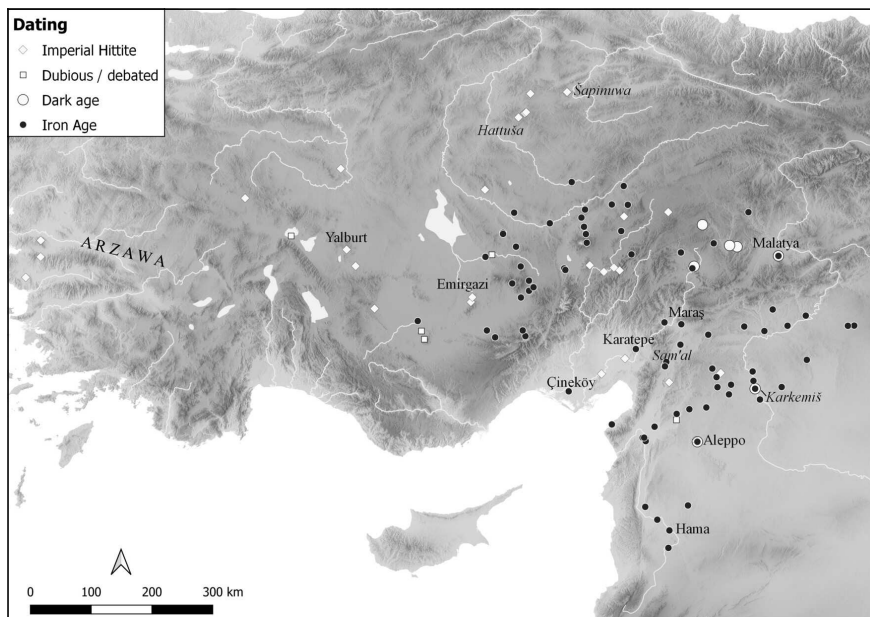 Dating
Imperial Hittite
Dubious / debated
Dark age
Iron Age
Šapinuwa
Hattuša
ARZAWA
Yalburt
Malatya
Emirgazi
Maraş
Karatepe
Sam'al
Çineköy
Karkemiš
Aleppo
Hama
0 100 200 300 km